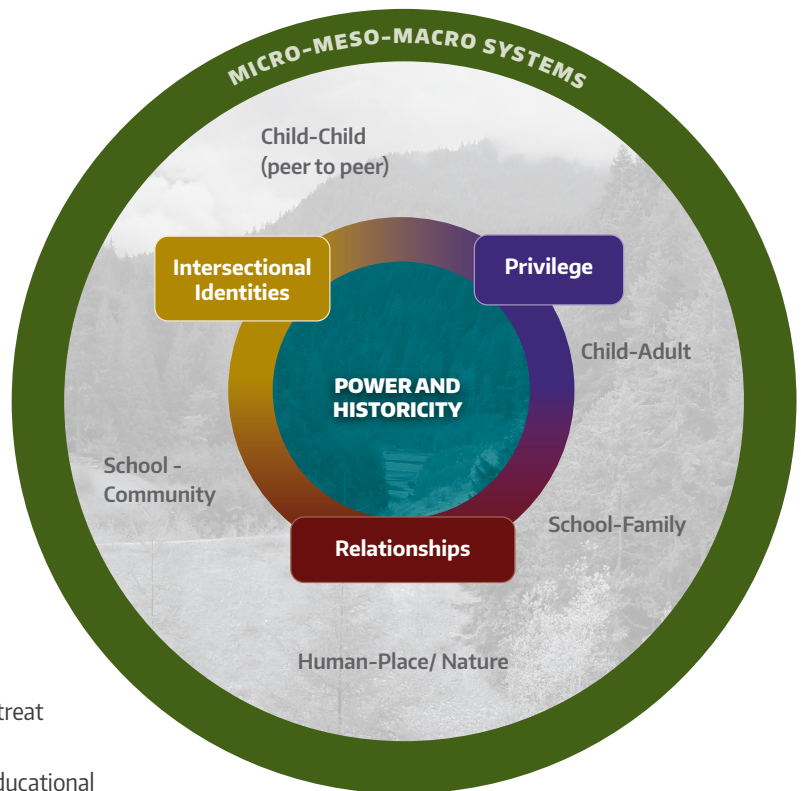 MICRO-MESO-MACRO SYSTEMS
Child-Child
(peer to peer)
Intersectional
Identities
Privilege
Child-Adult
POWER AND
HISTORICITY
School -
Community
School-Family
Relationships
Human-Place/ Nature
treat
ducational